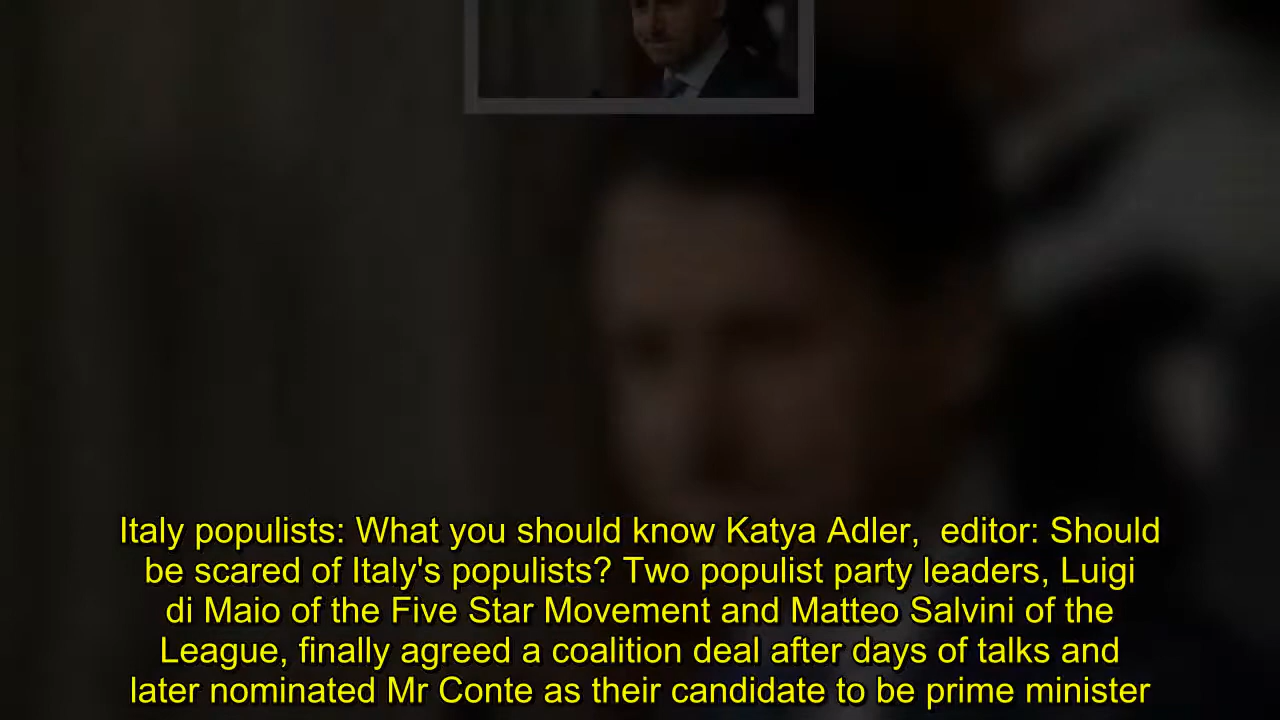 Italy populists: What you should know Katya Adler,  editor: Should
be scared of Italy's populists? Two populist party leaders, Luigi
di Maio of the Five Star Movement and Matteo Salvini of the
League, finally agreed a coalition deal after days of talks and
later nominated Mr Conte as their candidate to be prime minister